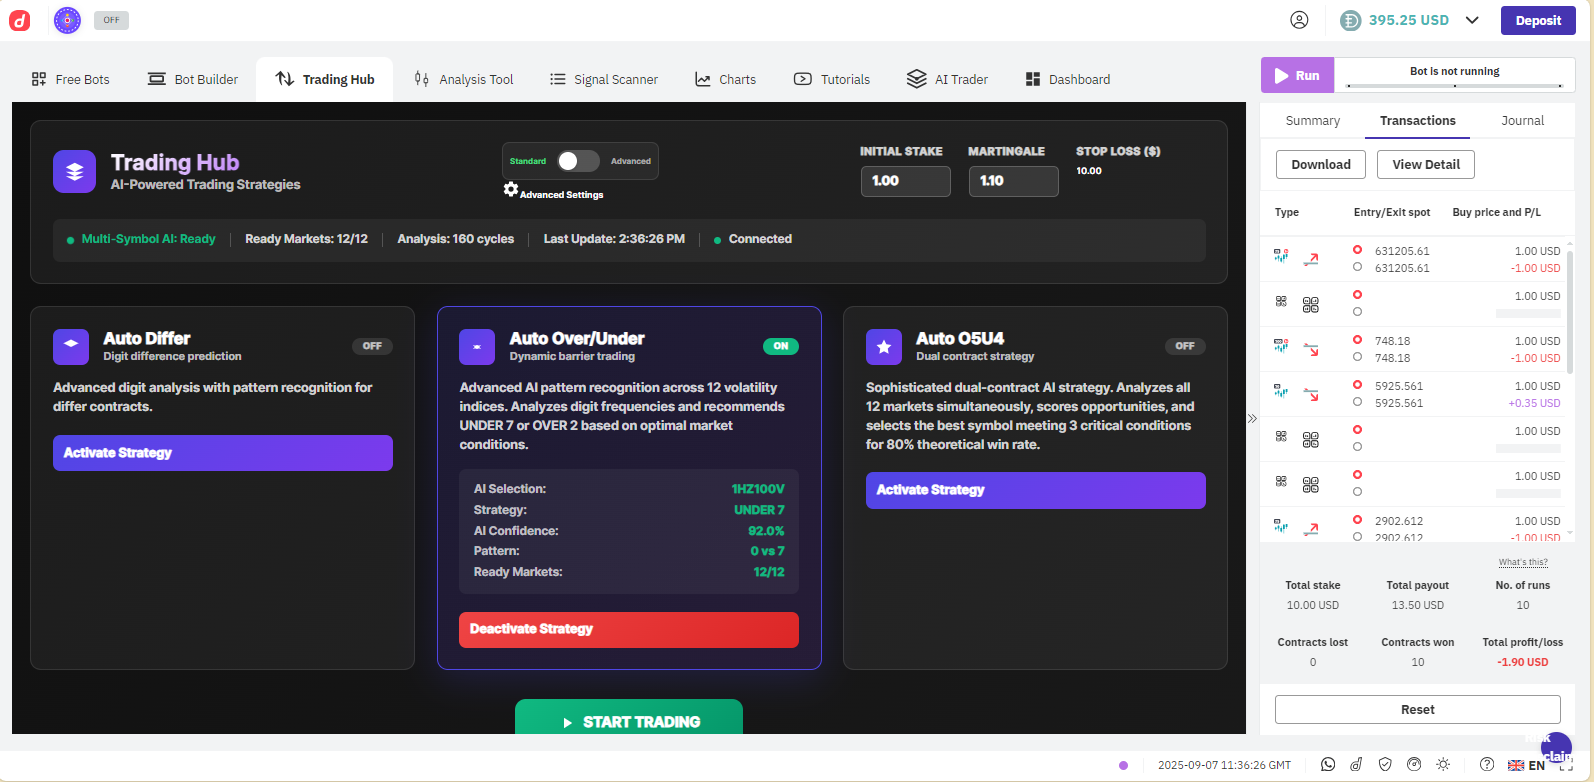 OFF
395.25 USD
Deposit
Free Bots
Bot Builder
Trading Hub
Analysis Tool
Signal Scanner
Charts
Tutorials
AI Trader
Dashboard
Run
Bot is not running
Trading Hub
AI-Powered Trading Strategies
Standard
Advanced
Advanced Settings
INITIAL STAKE
MARTINGALE
STOP LOSS ($)
1.00
1.10
10.00
Multi-Symbol AI: Ready
Ready Markets: 12/12
Analysis: 160 cycles
Last Update: 2:36:26 PM
Connected
Auto Differ
Digit difference prediction
OFF
Advanced digit analysis with pattern recognition for
differ contracts.
Activate Strategy
Auto Over/Under
Dynamic barrier trading
ON
Advanced AI pattern recognition across 12 volatility
indices. Analyzes digit frequencies and recommends
UNDER 7 or OVER 2 based on optimal market
conditions.
AI Selection: 1HZ100V
Strategy: UNDER 7
AI Confidence: 92.0%
Pattern: 0 vs 7
Ready Markets: 12/12
Deactivate Strategy
Auto O5U4
Dual contract strategy
OFF
Sophisticated dual-contract AI strategy. Analyzes all
12 markets simultaneously, scores opportunities, and
selects the best symbol meeting 3 critical conditions
for 80% theoretical win rate.
Activate Strategy
START TRADING
Summary
Transactions
Journal
Download
View Detail
Type
Entry/Exit spot
Buy price and P/L
631205.61 1.00 USD
631205.61 -1.00 USD
1.00 USD
748.18 1.00 USD
748.18 -1.00 USD
5925.561 1.00 USD
5925.561 +0.35 USD
1.00 USD
1.00 USD
2902.612 1.00 USD
2902.612 -1.00 USD
What's this?
Total stake
Total payout
No. of runs
10.00 USD
13.50 USD
10
Contracts lost
Contracts won
Total profit/loss
0
10
-1.90 USD
Reset
2025-09-07 11:36:26 GMT
EN